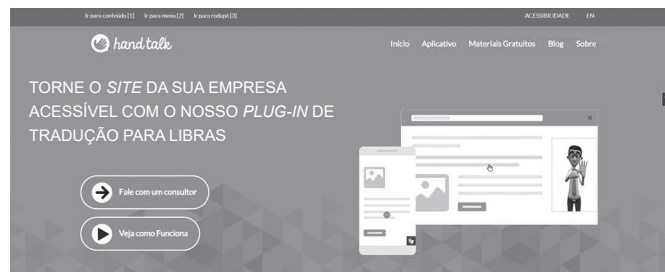 Ir para conteúdo [1] Ir para menu [2] Ir para rodapé [3] ACESSIBILIDADE EN
hand talk Início Aplicativo Materiais Gratuitos Blog Sobre
TORNE O SITE DA SUA EMPRESA
ACESSÍVEL COM O NOSSO PLUG-IN DE
TRADUÇÃO PARA LIBRAS
Fale com um consultor
Veja como Funciona